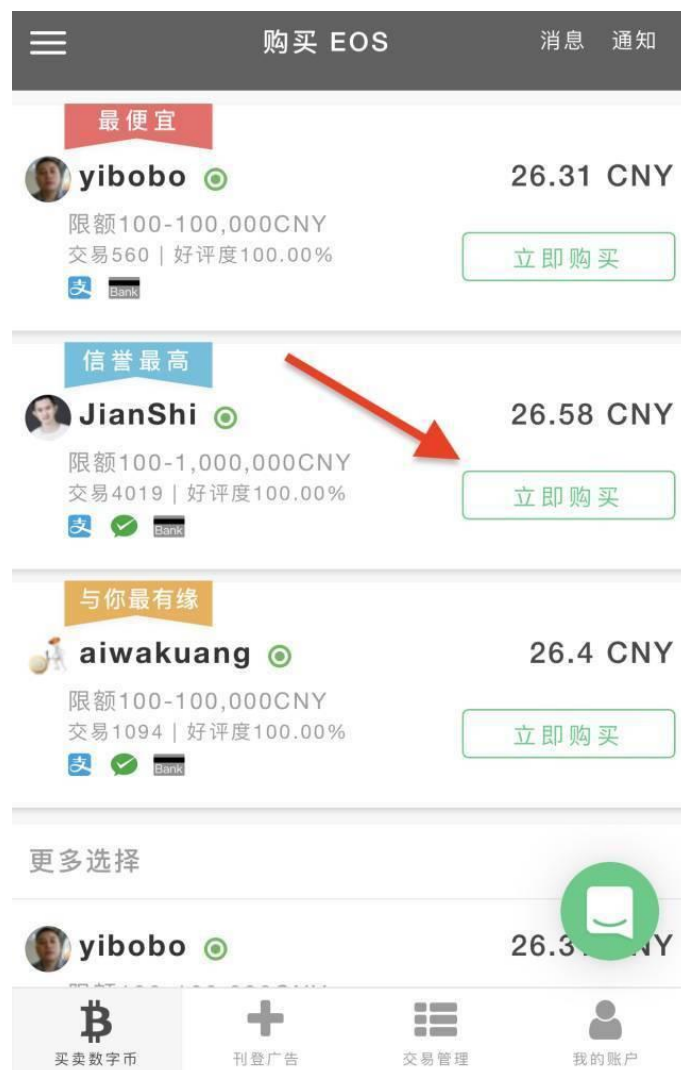 购买 EOS 消息 通知
最便宜
yibobo 26.31 CNY
限额100-100,000CNY
交易560 | 好评度100.00% 立即购买
支 Bank
信誉最高
JianShi 26.58 CNY
限额100-1,000,000CNY
交易4019 | 好评度100.00% 立即购买
支 Bank
与你最有缘
aiwakuang 26.4 CNY
限额100-100,000CNY
交易1094 | 好评度100.00% 立即购买
支 Bank
更多选择
yibobo 26.3
买卖数字币 刊登广告 交易管理 我的账户